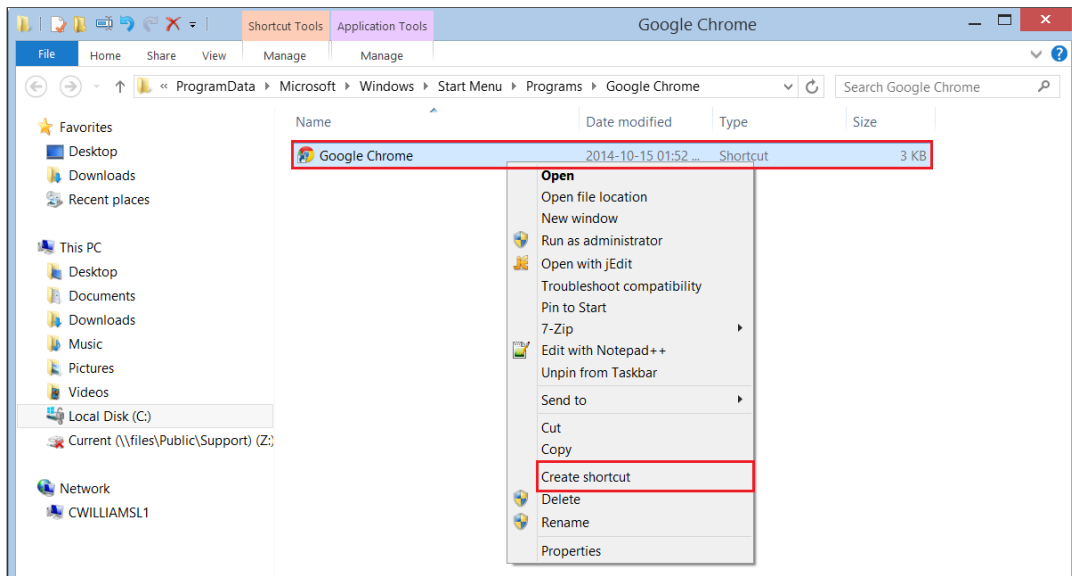 Shortcut Tools Application Tools Google Chrome
File Home Share View Manage Manage
« ProgramData Microsoft Windows Start Menu Programs Google Chrome Search Google Chrome
Name Date modified Type Size
Google Chrome 2014-10-15 01:52 ... Shortcut 3 KB
Favorites
Desktop
Downloads
Recent places
This PC
Desktop
Documents
Downloads
Music
Pictures
Videos
Local Disk (C:)
Current (\\files\Public\Support) (Z:)
Network
CWILLIAMSL1
Open
Open file location
New window
Run as administrator
Open with jEdit
Troubleshoot compatibility
Pin to Start
7-Zip
Edit with Notepad++
Unpin from Taskbar
Send to
Cut
Copy
Create shortcut
Delete
Rename
Properties